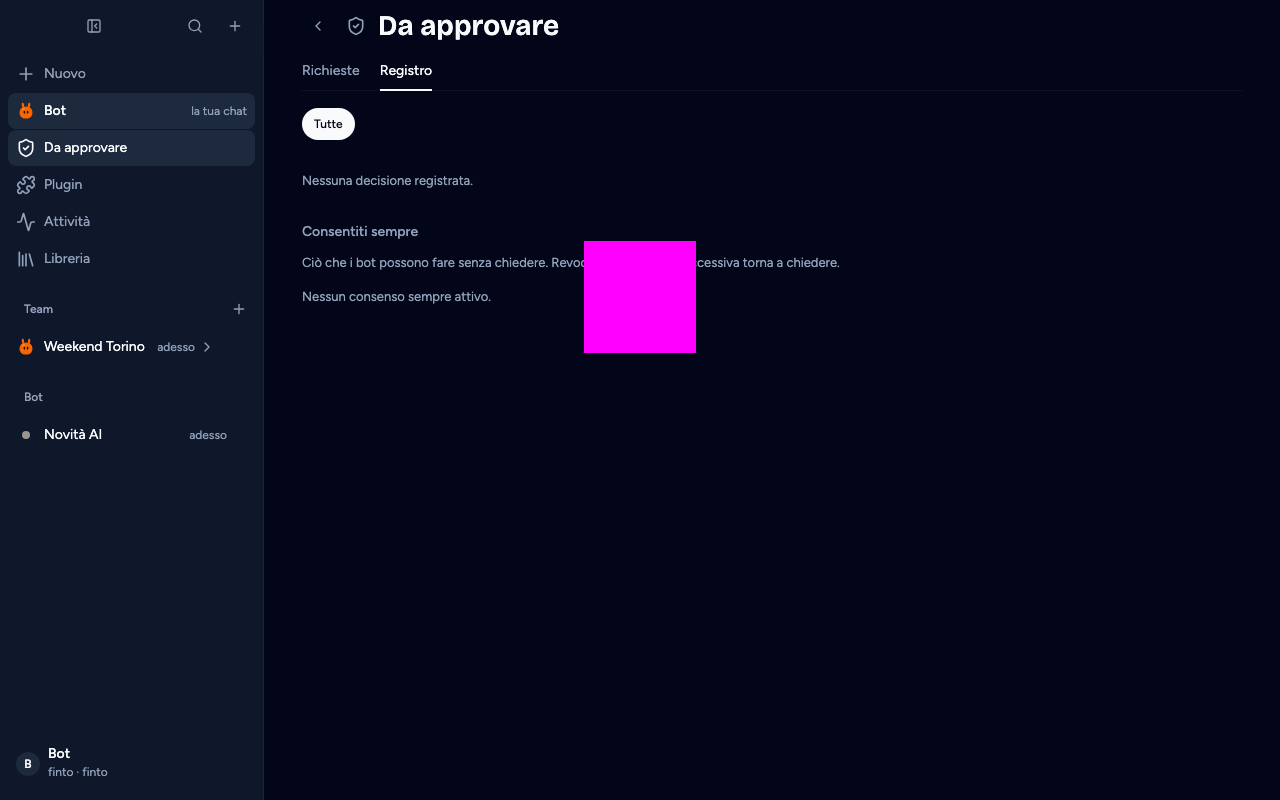 Da approvare
Richieste
Registro
Tutte
Nessuna decisione registrata.
Consentiti sempre
Ciò che i bot possono fare senza chiedere. torna a chiedere.
Nessun consenso sempre attivo.
Nuovo
Bot
la tua chat
Da approvare
Plugin
Attività
Libreria
Team
Weekend Torino
adesso
Bot
Novità AI
adesso
B
Bot
finto · finto